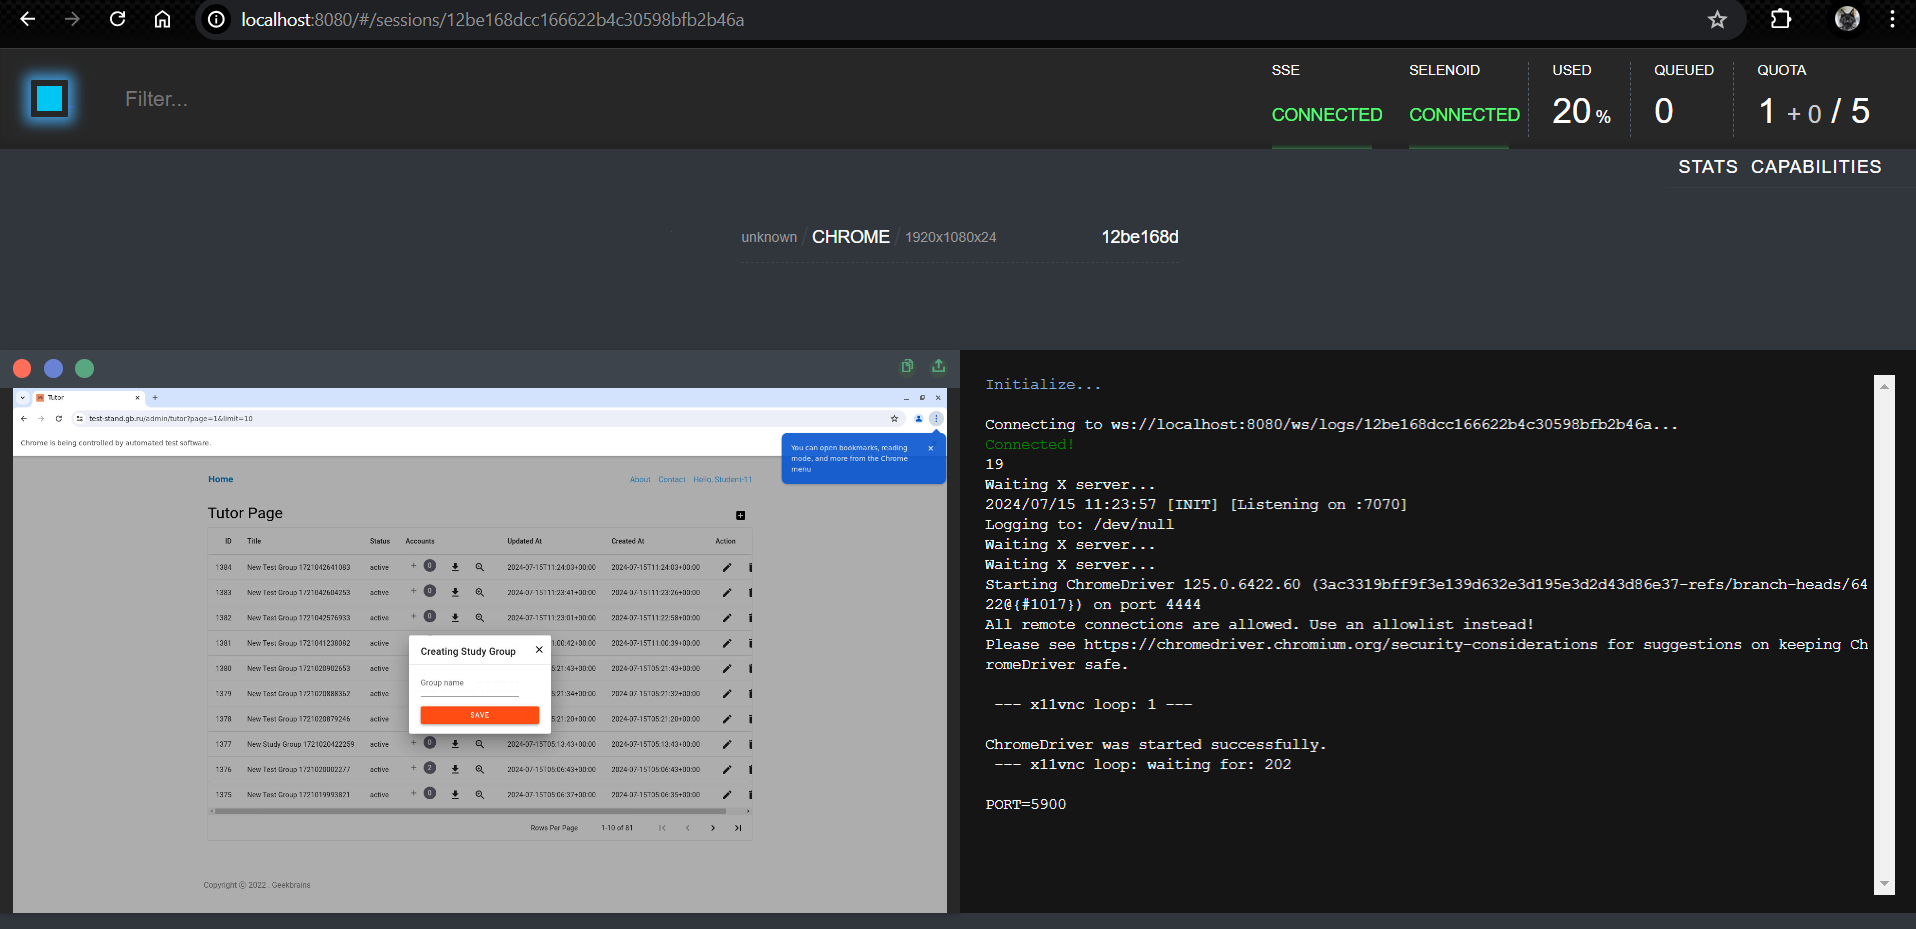 localhost:8080/#/sessions/12be168dcc166622b4c30598bfb2b46a
Filter...
SSE
CONNECTED
SELENOID
CONNECTED
USED
20 %
QUEUED
0
QUOTA
1 + 0 / 5
STATS CAPABILITIES
unknown / CHROME / 1920x1080x24 12be168d
Tutor
test-stand.gb.ru/admin/tutor?page=1&limit=10
Chrome is being controlled by automated test software.
You can open bookmarks, reading
mode, and more from the Chrome
menu
Home About Contact Hello, Student-11
Tutor Page
ID Title Status Accounts Updated At Created At Action
1384 New Test Group 1721042641083 active + 0 2024-07-15T11:24:03+00:00 2024-07-15T11:24:03+00:00
1383 New Test Group 1721042604253 active + 0 2024-07-15T11:23:41+00:00 2024-07-15T11:23:26+00:00
1382 New Test Group 1721042576933 active + 0 2024-07-15T11:23:01+00:00 2024-07-15T11:22:58+00:00
1381 New Test Group 1721041238082 active 1:00:42+00:00 2024-07-15T11:00:39+00:00
1380 New Test Group 1721020902653 active 5:21:43+00:00 2024-07-15T05:21:43+00:00
1379 New Test Group 1721020888362 active 5:21:34+00:00 2024-07-15T05:21:32+00:00
1378 New Test Group 1721020879246 active 5:21:20+00:00 2024-07-15T05:21:20+00:00
1377 New Study Group 1721020422259 active + 0 2024-07-15T05:13:43+00:00 2024-07-15T05:13:43+00:00
1376 New Test Group 1721020002277 active + 2 2024-07-15T05:06:43+00:00 2024-07-15T05:06:43+00:00
1375 New Test Group 1721019993821 active + 0 2024-07-15T05:06:37+00:00 2024-07-15T05:06:35+00:00
Creating Study Group
Group name
SAVE
Rows Per Page 1-10 of 81
Copyright © 2022 . Geekbrains
Initialize...
Connecting to ws://localhost:8080/ws/logs/12be168dcc166622b4c30598bfb2b46a...
Connected!
19
Waiting X server...
2024/07/15 11:23:57 [INIT] [Listening on :7070]
Logging to: /dev/null
Waiting X server...
Waiting X server...
Starting ChromeDriver 125.0.6422.60 (3ac3319bff9f3e139d632e3d195e3d2d43d86e37-refs/branch-heads/64
22@{#1017}) on port 4444
All remote connections are allowed. Use an allowlist instead!
Please see https://chromedriver.chromium.org/security-considerations for suggestions on keeping Ch
romeDriver safe.
--- x11vnc loop: 1 ---
ChromeDriver was started successfully.
--- x11vnc loop: waiting for: 202
PORT=5900